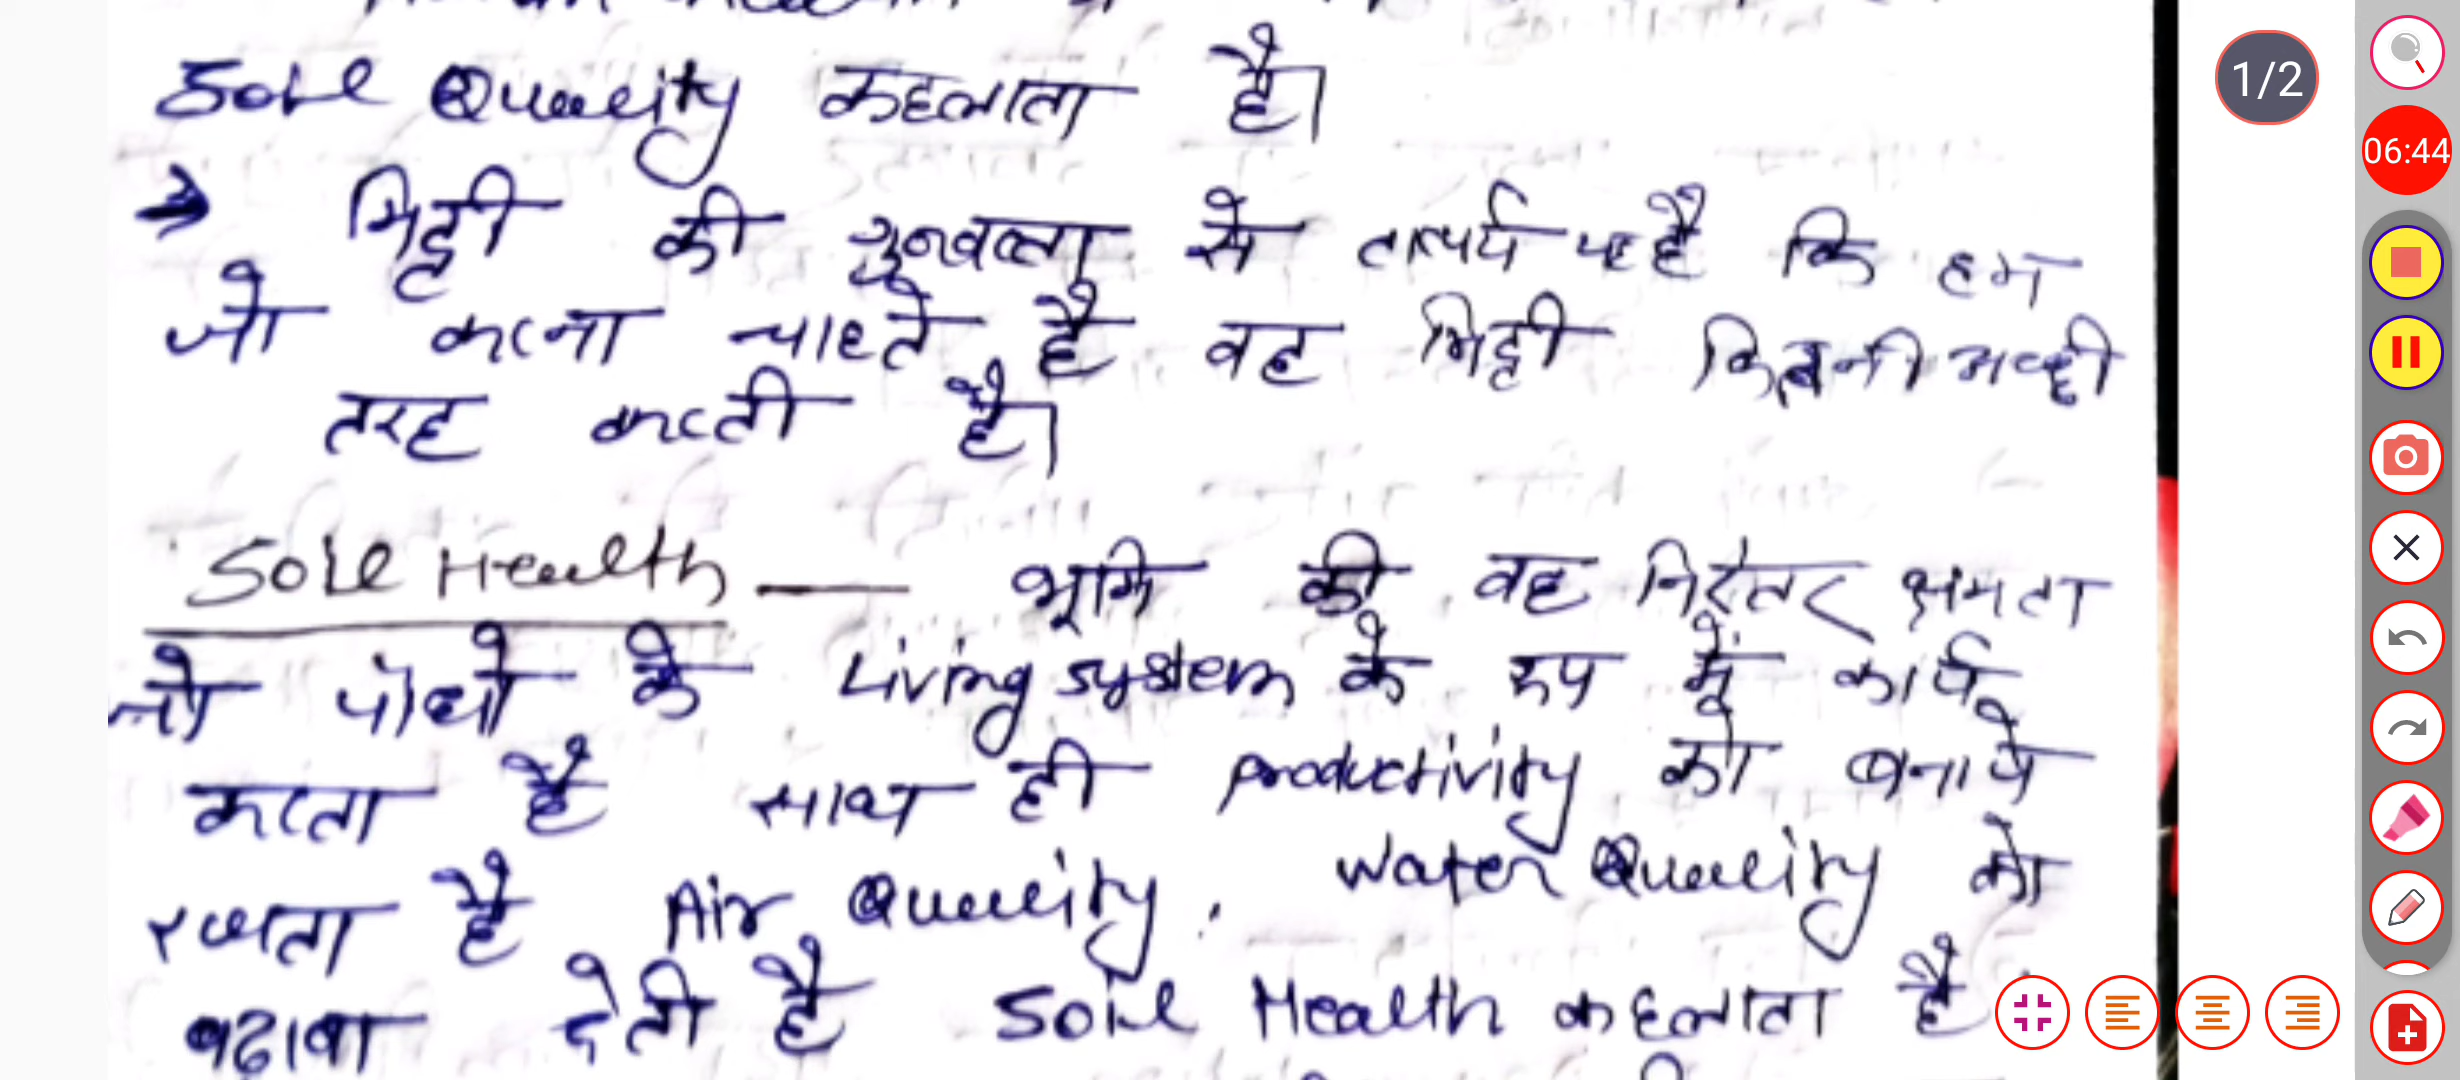 Soil Quality कहलाता है।
→ मिट्टी की गुणवत्ता से तात्पर्य यह है कि हम
जो करना चाहते है वह मिट्टी कितनी अच्छी
तरह करती है।
Soil Health — भूमि की वह निरंतर क्षमता
जो पौधो के Living system के रुप में कार्य
करता है साथ ही productivity को बनाये
रखता है Air Quality, Water Quality को
बढावा देती है Soil Health कहलाता है
1/2
06:44